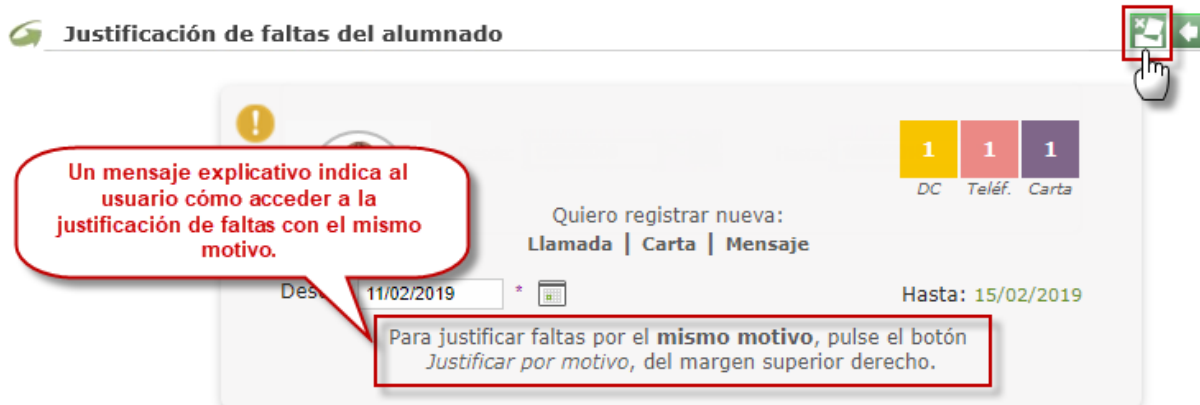 Justificación de faltas del alumnado
1 1 1
DC Teléf. Carta
Un mensaje explicativo indica al
usuario cómo acceder a la
justificación de faltas con el mismo
motivo.
Quiero registrar nueva:
Llamada | Carta | Mensaje
11/02/2019 * Hasta: 15/02/2019
Para justificar faltas por el mismo motivo, pulse el botón
Justificar por motivo, del margen superior derecho.